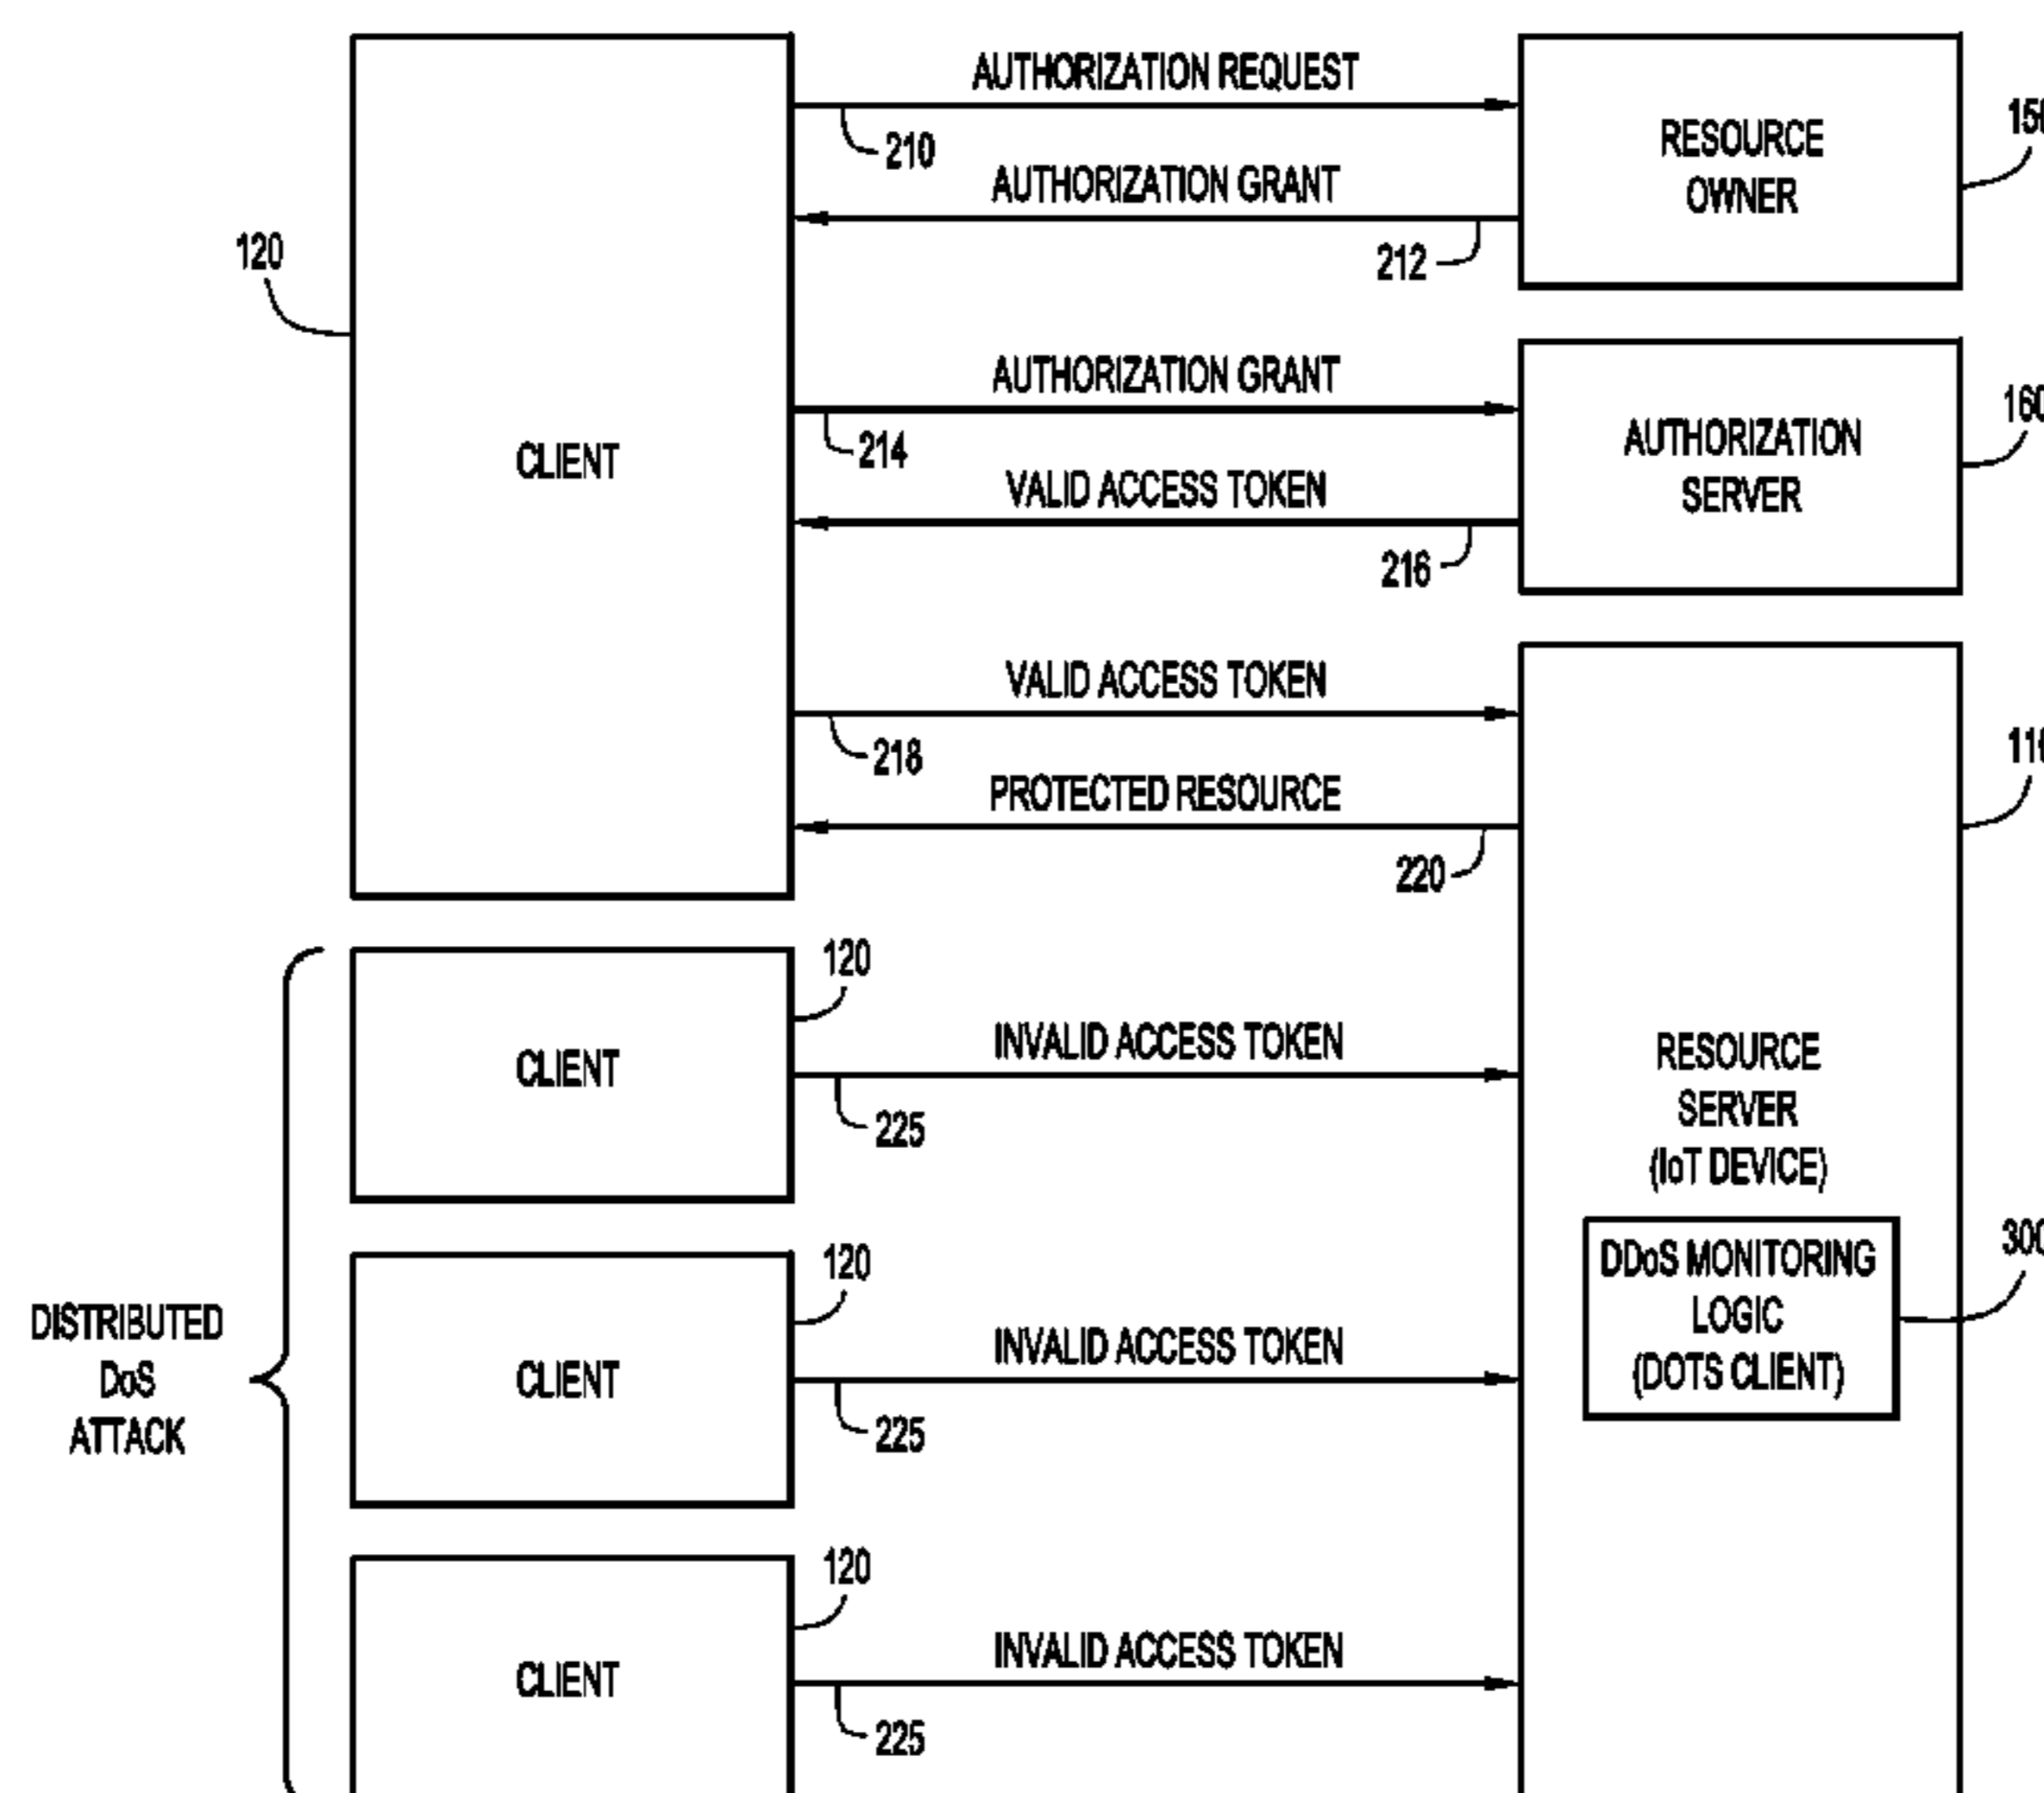 AUTHORIZATION REQUEST
210
AUTHORIZATION GRANT
212
RESOURCE
OWNER
120
CLIENT
AUTHORIZATION GRANT
214
VALID ACCESS TOKEN
216
AUTHORIZATION
SERVER
160
VALID ACCESS TOKEN
218
PROTECTED RESOURCE
220
120
CLIENT
INVALID ACCESS TOKEN
225
RESOURCE
SERVER
(IoT DEVICE)
DDoS MONITORING
LOGIC
(DOTS CLIENT)
300
DISTRIBUTED
DoS
ATTACK
120
CLIENT
INVALID ACCESS TOKEN
225
120
CLIENT
INVALID ACCESS TOKEN
225